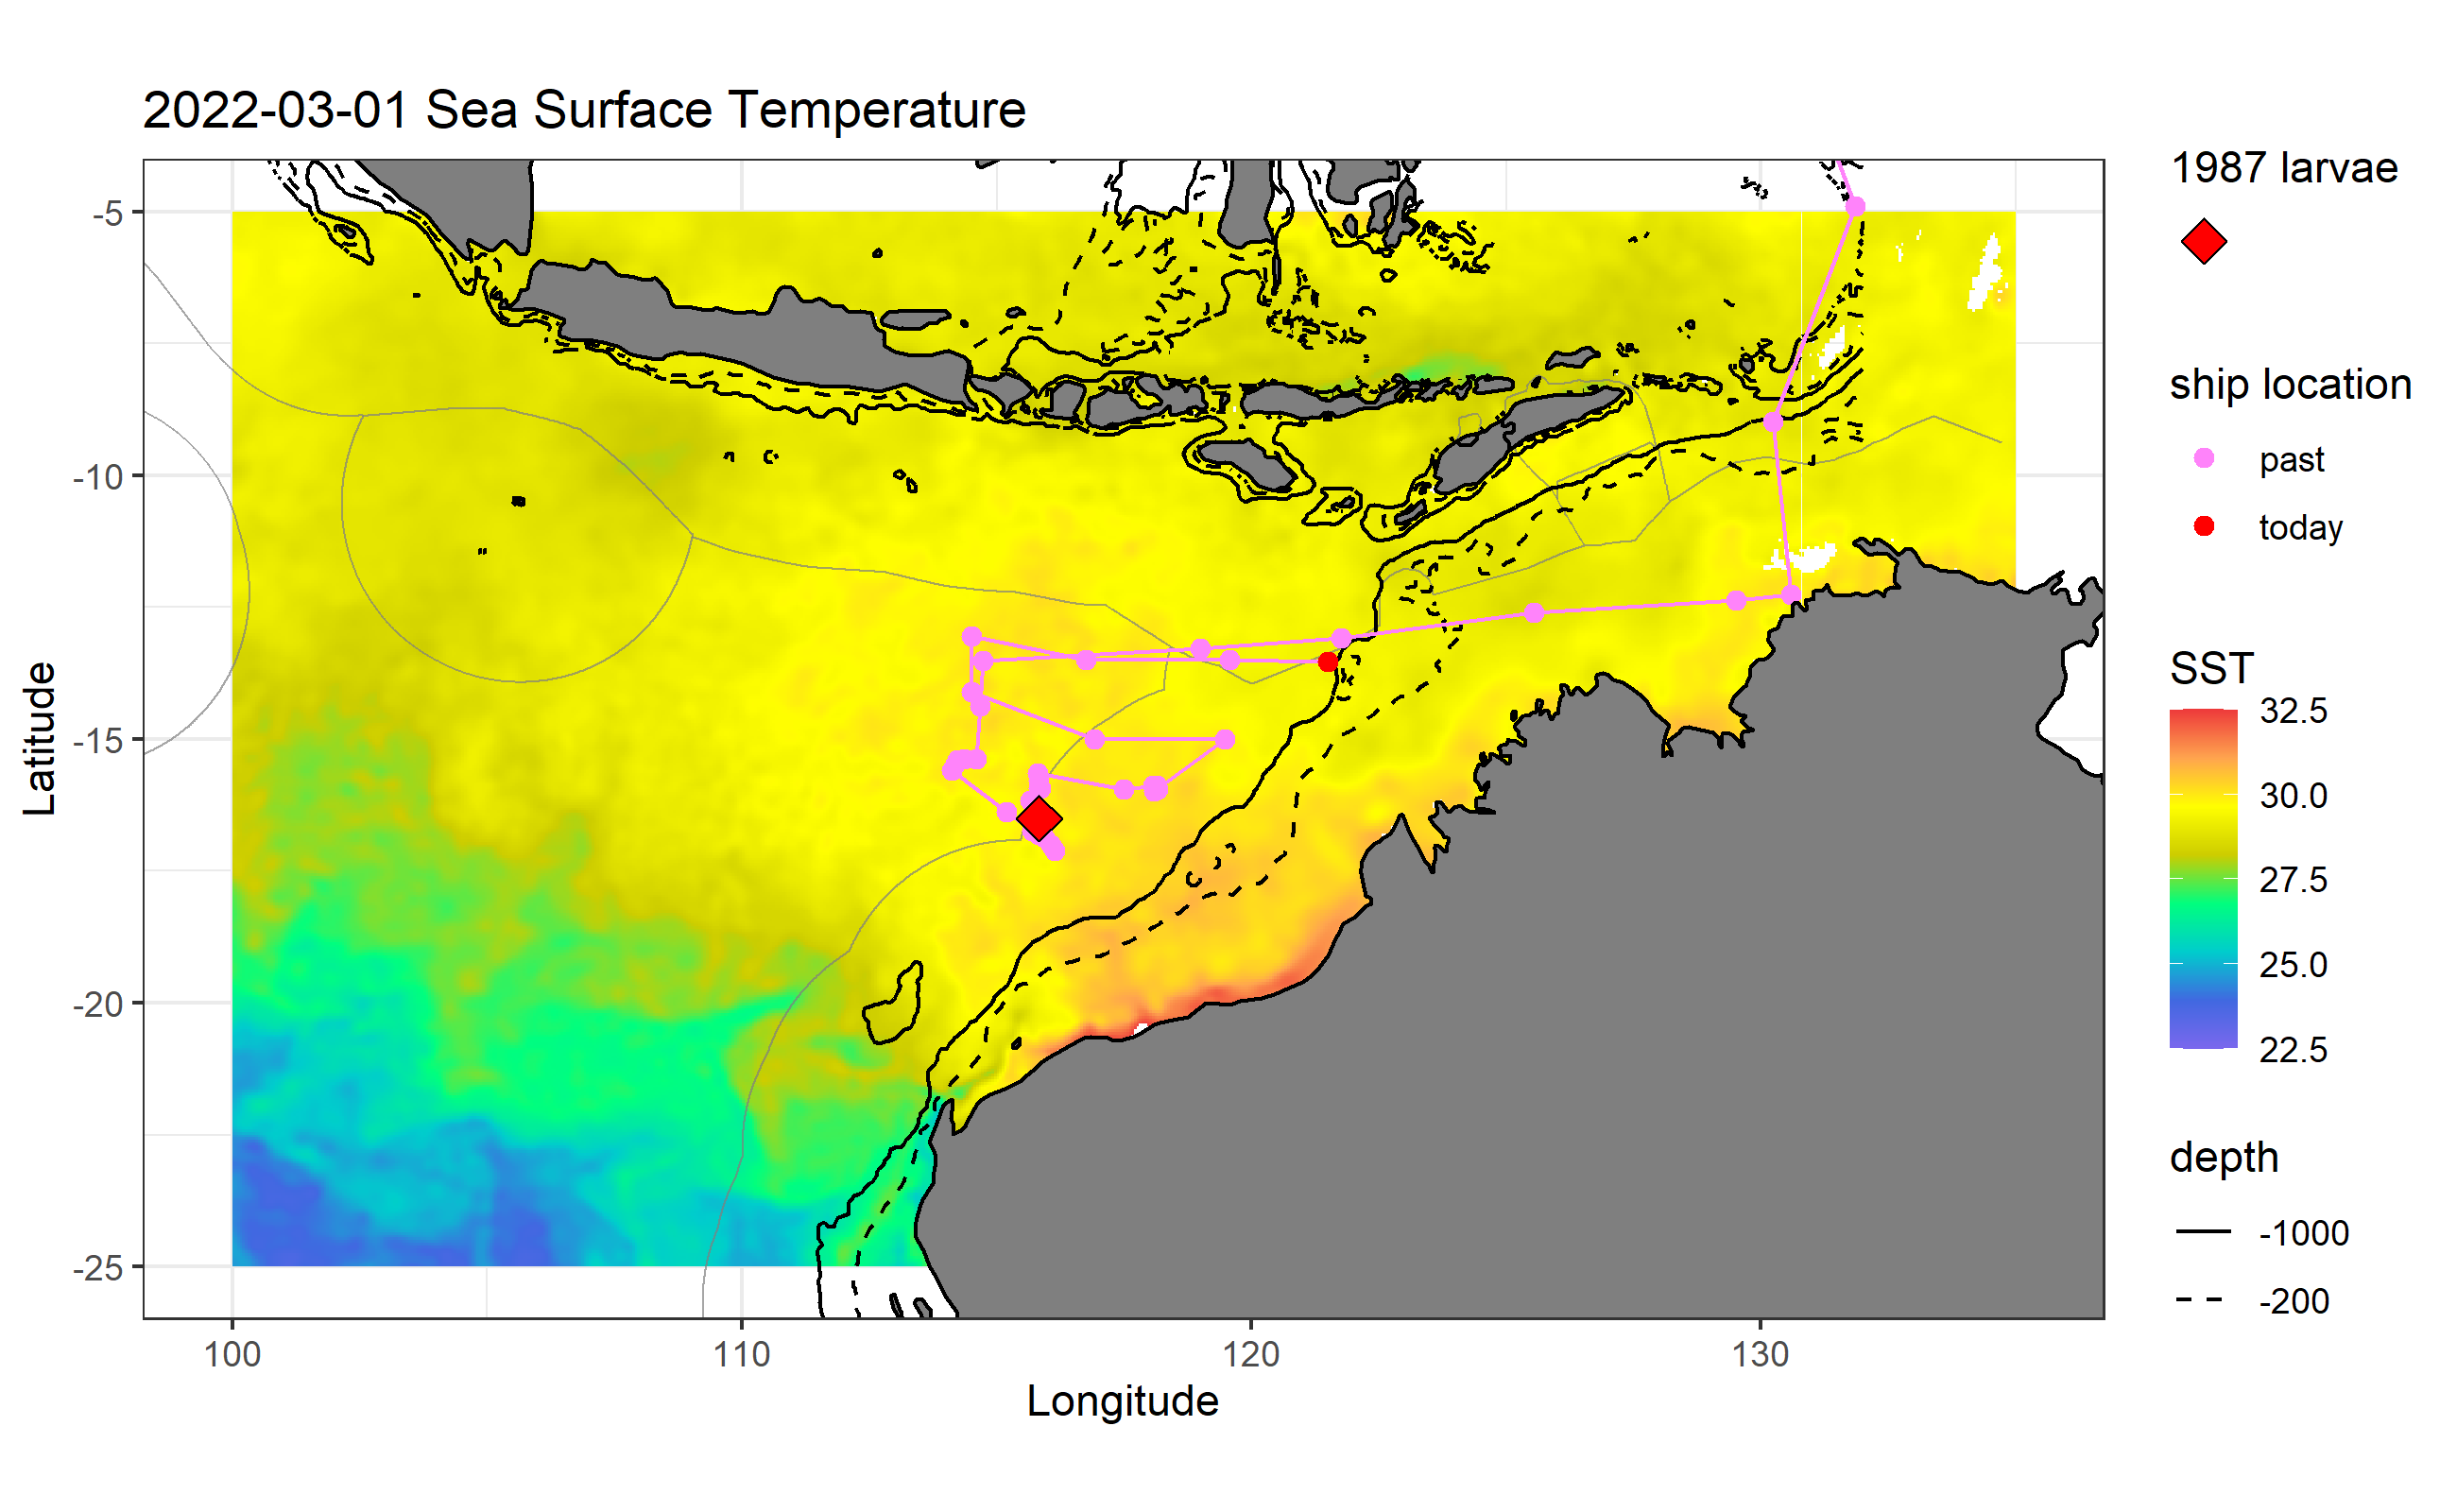 2022-03-01 Sea Surface Temperature
-5
-10
-15
-20
-25
Latitude
100
110
120
130
Longitude
1987 larvae
ship location
past
today
SST
32.5
30.0
27.5
25.0
22.5
depth
-1000
-200